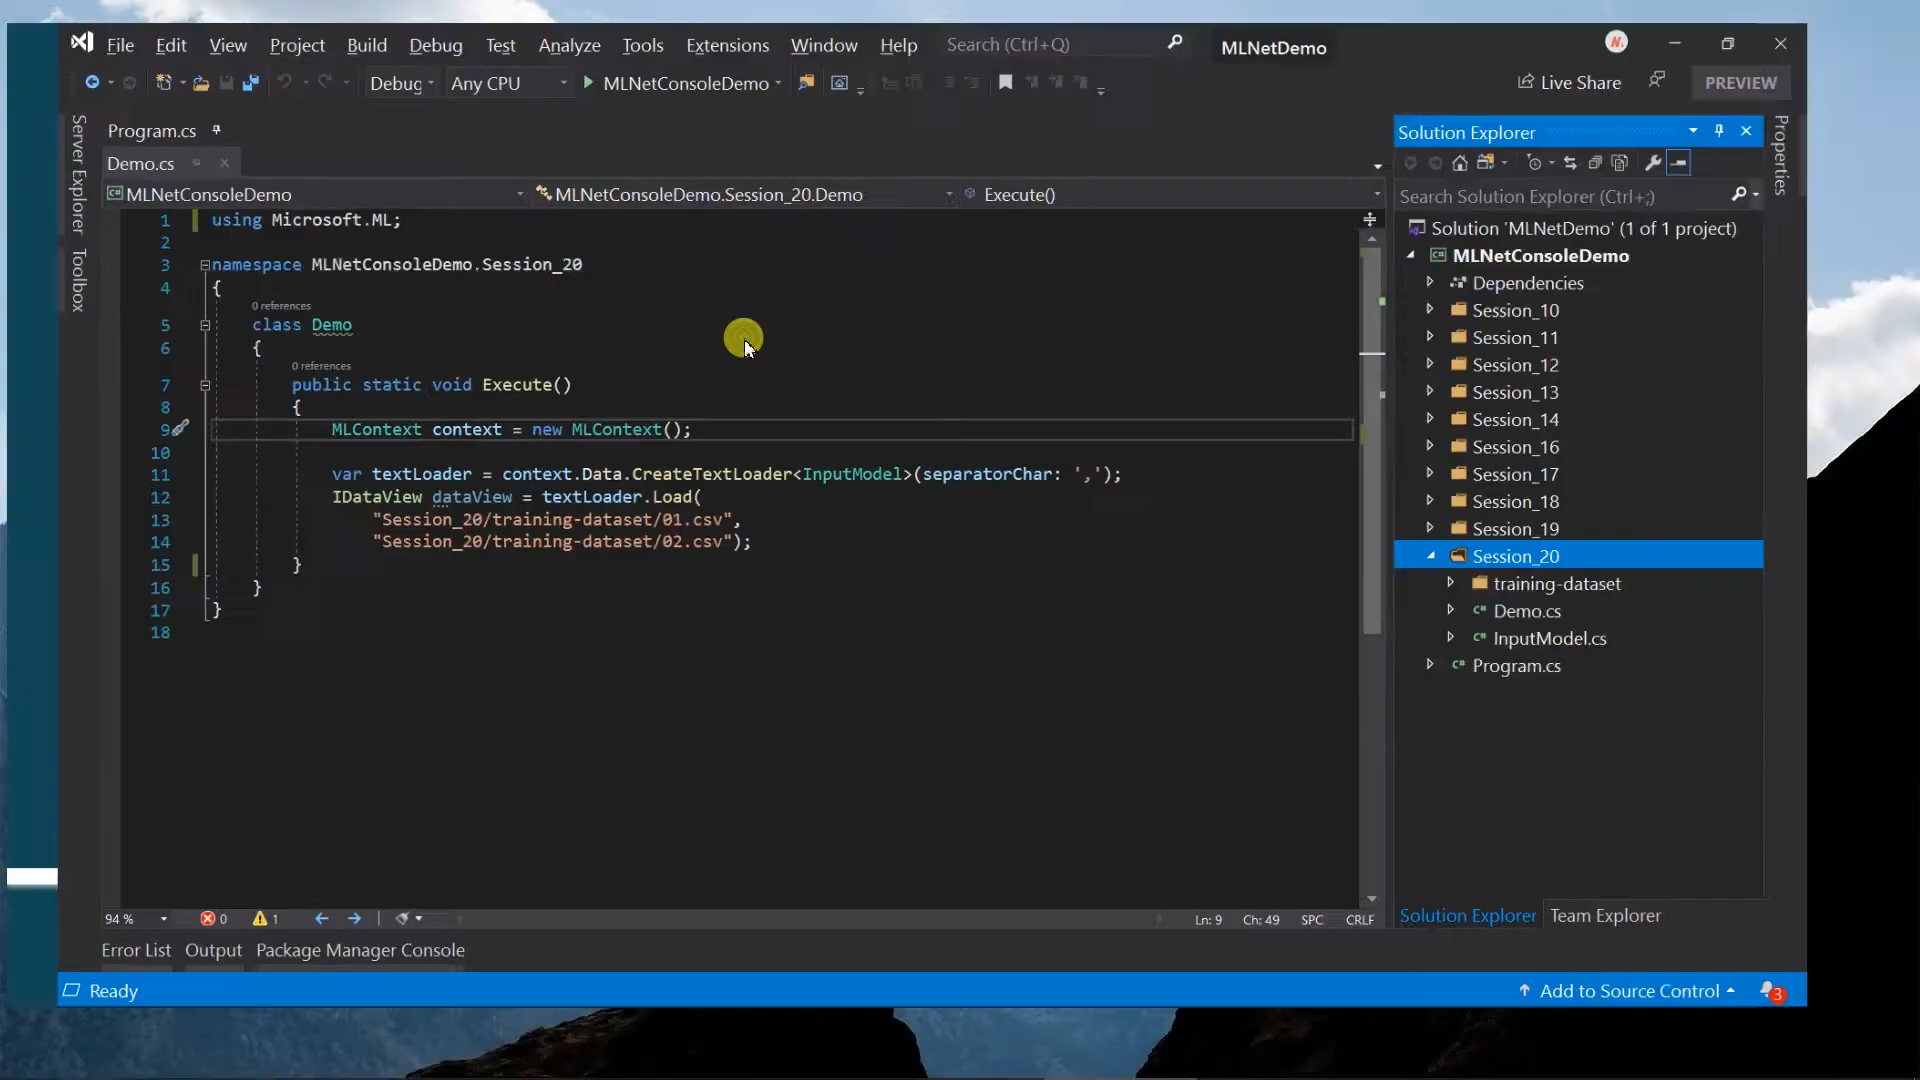 File Edit View Project Build Debug Test Analyze Tools Extensions Window Help Search (Ctrl+Q) MLNetDemo
Debug Any CPU MLNetConsoleDemo Live Share PREVIEW
Server Explorer
Toolbox
Program.cs
Demo.cs
MLNetConsoleDemo MLNetConsoleDemo.Session_20.Demo Execute()
1 using Microsoft.ML;
2
3 namespace MLNetConsoleDemo.Session_20
4 {
0 references
5 class Demo
6 {
0 references
7 public static void Execute()
8 {
9 MLContext context = new MLContext();
10
11 var textLoader = context.Data.CreateTextLoader<InputModel>(separatorChar: ',');
12 IDataView dataView = textLoader.Load(
13 "Session_20/training-dataset/01.csv",
14 "Session_20/training-dataset/02.csv");
15 }
16 }
17 }
18
94 % 0 1 Ln: 9 Ch: 49 SPC CRLF
Solution Explorer
Search Solution Explorer (Ctrl+;)
Solution 'MLNetDemo' (1 of 1 project)
MLNetConsoleDemo
Dependencies
Session_10
Session_11
Session_12
Session_13
Session_14
Session_16
Session_17
Session_18
Session_19
Session_20
training-dataset
Demo.cs
InputModel.cs
Program.cs
Solution Explorer Team Explorer
Properties
Error List Output Package Manager Console
Ready Add to Source Control 3